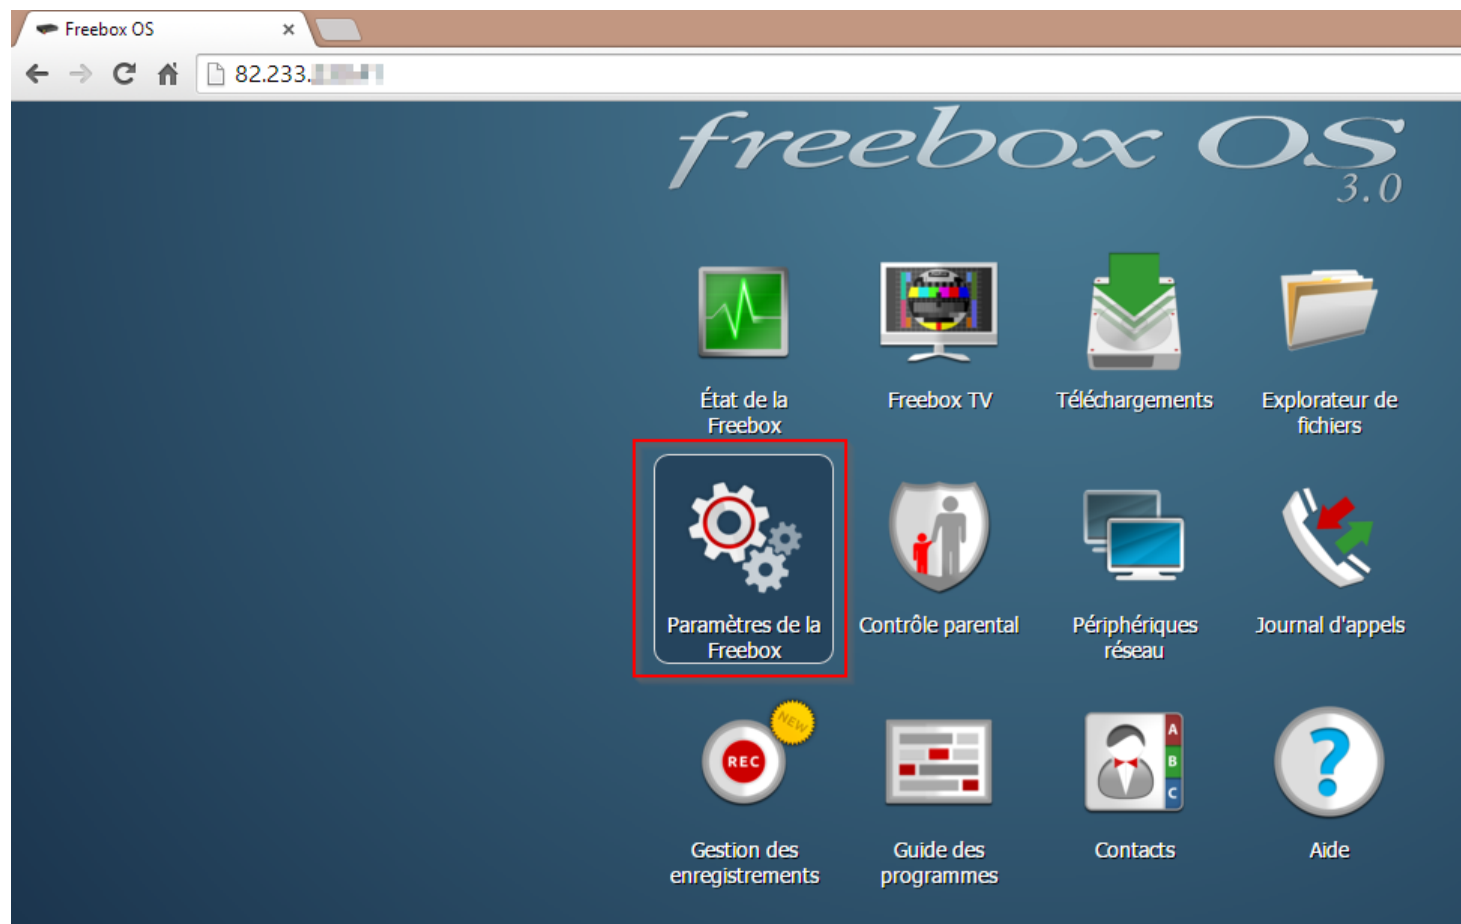 Freebox OS
82.233.
freebox OS
3.0
État de la
Freebox
Freebox TV
Téléchargements
Explorateur de
fichiers
Paramètres de la
Freebox
Contrôle parental
Périphériques
réseau
Journal d'appels
NEW
REC
A
B
C
Gestion des
enregistrements
Guide des
programmes
Contacts
Aide